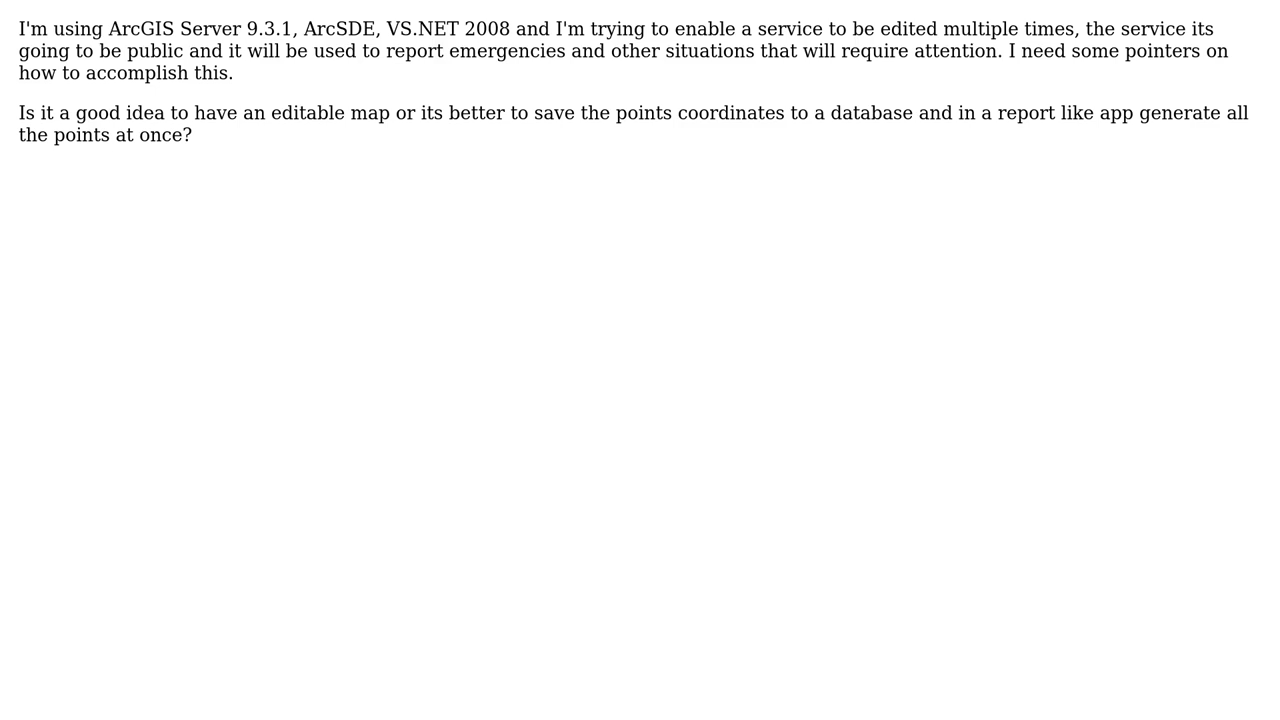 I'm using ArcGIS Server 9.3.1, ArcSDE, VS.NET 2008 and I'm trying to enable a service to be edited multiple times, the service its
going to be public and it will be used to report emergencies and other situations that will require attention. I need some pointers on
how to accomplish this.
Is it a good idea to have an editable map or its better to save the points coordinates to a database and in a report like app generate all
the points at once?